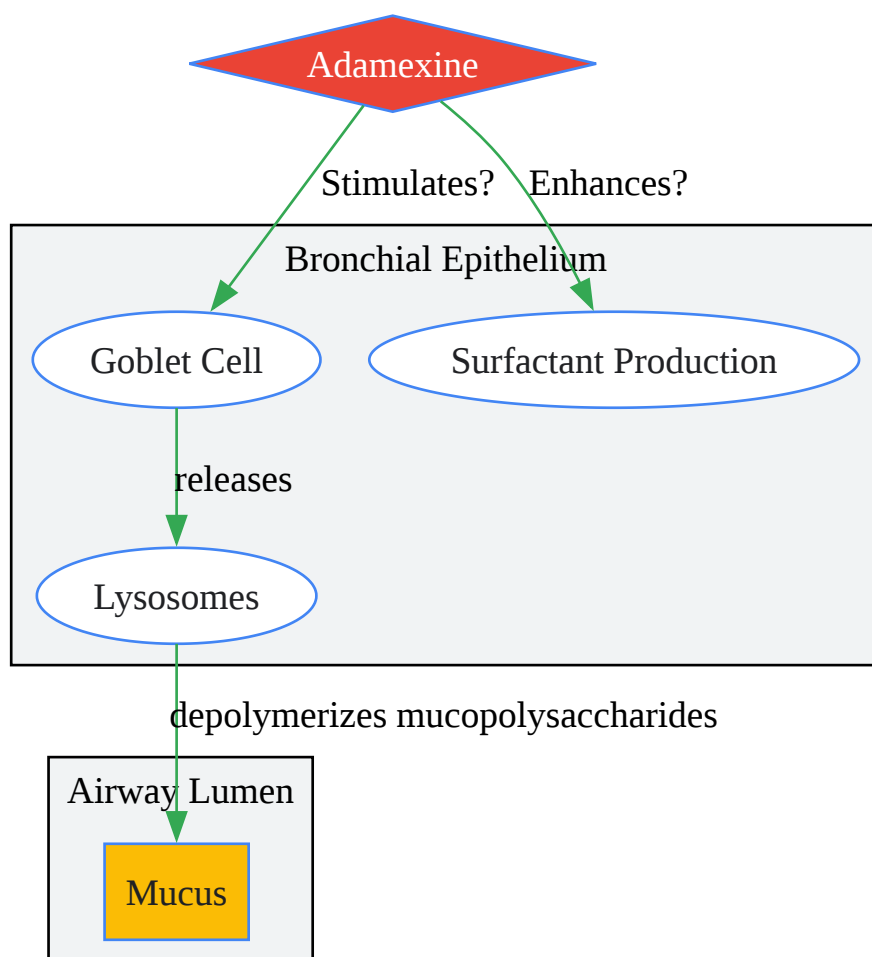 Adamexine
Stimulates?
Enhances?
Bronchial Epithelium
Goblet Cell
Surfactant Production
releases
Lysosomes
depolymerizes mucopolysaccharides
Airway Lumen
Mucus